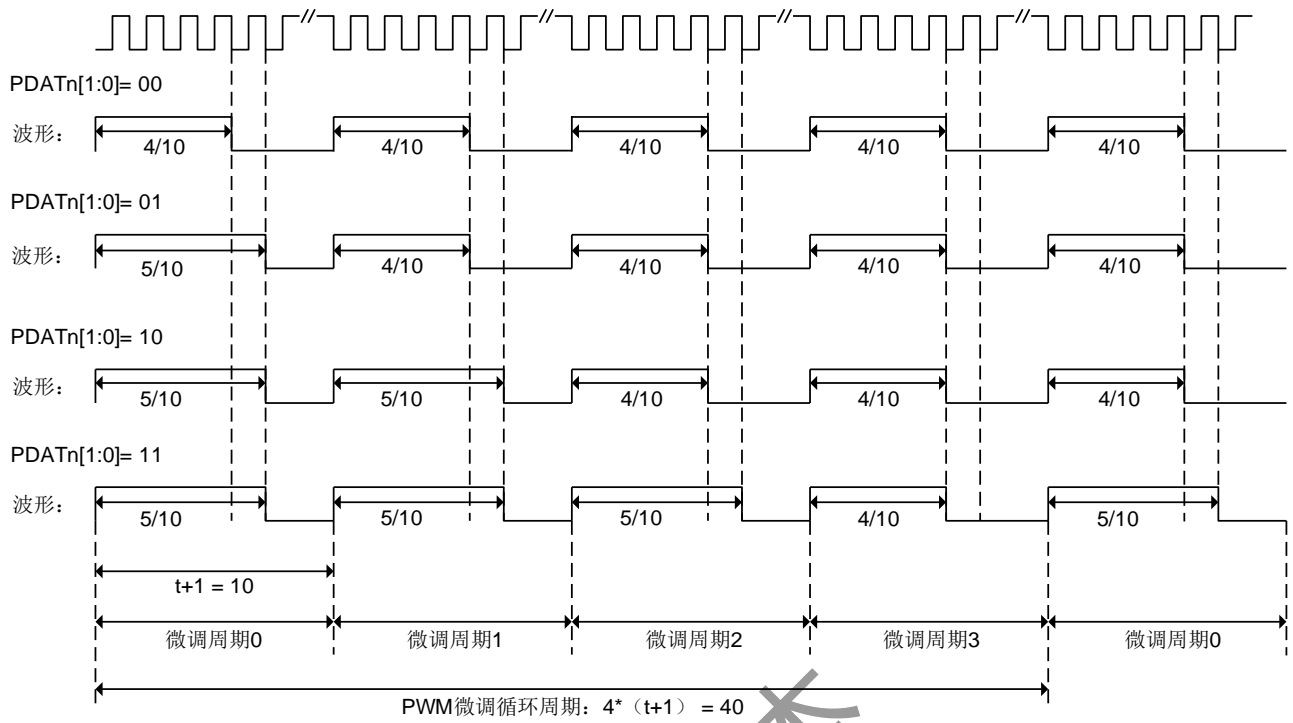 PDATn[1:0]= 00
波形：
4/10 4/10 4/10 4/10 4/10
PDATn[1:0]= 01
波形：
5/10 4/10 4/10 4/10 4/10
PDATn[1:0]= 10
波形：
5/10 5/10 4/10 4/10 4/10
PDATn[1:0]= 11
波形：
5/10 5/10 5/10 4/10 5/10
t+1 = 10
微调周期0 微调周期1 微调周期2 微调周期3 微调周期0
PWM微调循环周期：4*（t+1） = 40